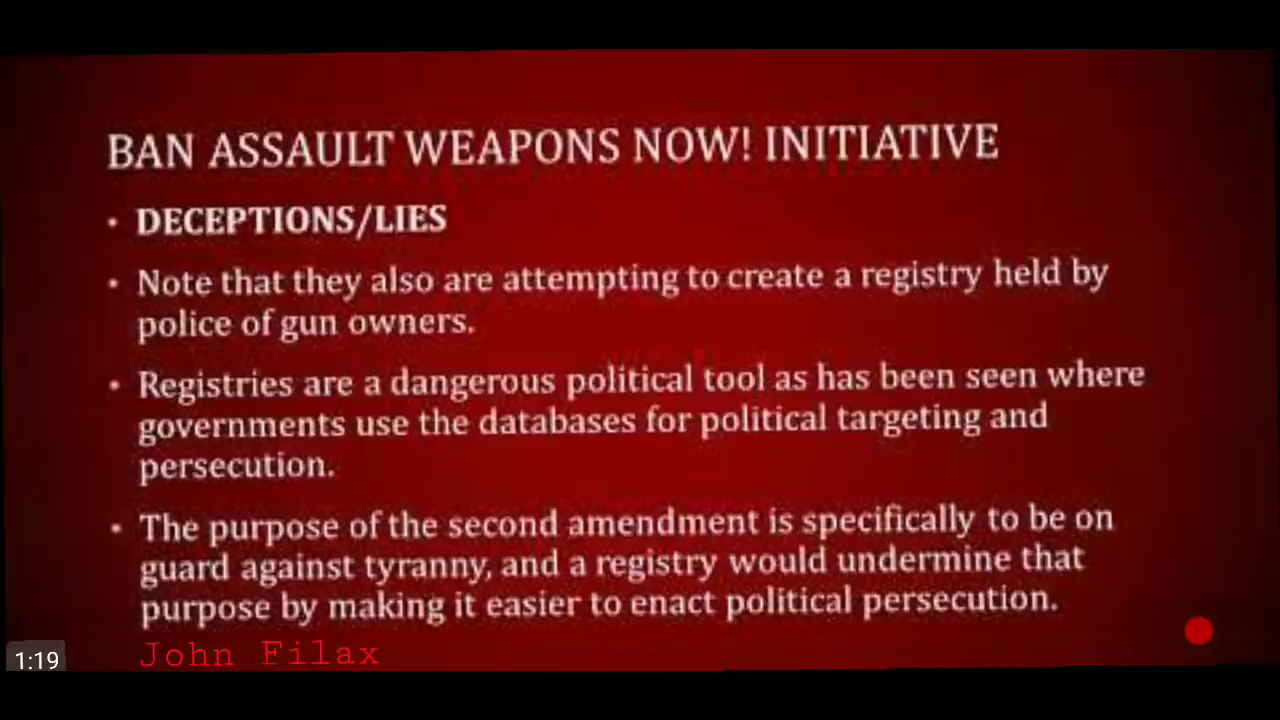 BAN ASSAULT WEAPONS NOW! INITIATIVE
• DECEPTIONS/LIES
• Note that they also are attempting to create a registry held by
police of gun owners.
• Registries are a dangerous political tool as has been seen where
governments use the databases for political targeting and
persecution.
• The purpose of the second amendment is specifically to be on
guard against tyranny, and a registry would undermine that
purpose by making it easier to enact political persecution.
John Filax
1:19